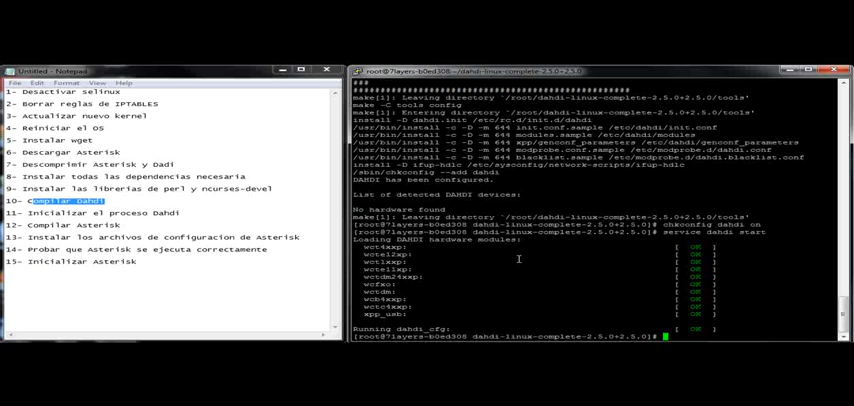 Untitled - Notepad
File Edit Format View Help
1- Desactivar selinux
2- Borrar reglas de IPTABLES
3- Actualizar nuevo kernel
4- Reiniciar el OS
5- Instalar wget
6- Descargar Asterisk
7- Descomprimir Asterisk y Dadi
8- Instalar todas las dependencias necesaria
9- Instalar las librerias de perl y ncurses-devel
10- Compilar Dahdi
11- Inicializar el proceso Dahdi
12- Compilar Asterisk
13- Instalar los archivos de configuracion de Asterisk
14- Probar que Asterisk se ejecuta correctamente
15- Inicializar Asterisk
root@7layers-b0ed308:~/dahdi-linux-complete-2.5.0+2.5.0
###
###################################################
make[1]: Leaving directory `/root/dahdi-linux-complete-2.5.0+2.5.0/tools'
make -C tools config
make[1]: Entering directory `/root/dahdi-linux-complete-2.5.0+2.5.0/tools'
install -D dahdi.init /etc/rc.d/init.d/dahdi
/usr/bin/install -c -D -m 644 init.conf.sample /etc/dahdi/init.conf
/usr/bin/install -c -D -m 644 modules.sample /etc/dahdi/modules
/usr/bin/install -c -D -m 644 xpp/genconf_parameters /etc/dahdi/genconf_parameters
/usr/bin/install -c -D -m 644 modprobe.conf.sample /etc/modprobe.d/dahdi.conf
/usr/bin/install -c -D -m 644 blacklist.sample /etc/modprobe.d/dahdi.blacklist.conf
install -D ifup-hdlc /etc/sysconfig/network-scripts/ifup-hdlc
/sbin/chkconfig --add dahdi
DAHDI has been configured.
List of detected DAHDI devices:
No hardware found
make[1]: Leaving directory `/root/dahdi-linux-complete-2.5.0+2.5.0/tools'
[root@7layers-b0ed308 dahdi-linux-complete-2.5.0+2.5.0]# chkconfig dahdi on
[root@7layers-b0ed308 dahdi-linux-complete-2.5.0+2.5.0]# service dahdi start
Loading DAHDI hardware modules:
wct4xxp: [ OK ]
wcte12xp: [ OK ]
wct1xxp: [ OK ]
wcte11xp: [ OK ]
wctdm24xxp: [ OK ]
wcfxo: [ OK ]
wctdm: [ OK ]
wcb4xxp: [ OK ]
wctc4xxp: [ OK ]
xpp_usb: [ OK ]
Running dahdi_cfg: [ OK ]
[root@7layers-b0ed308 dahdi-linux-complete-2.5.0+2.5.0]#